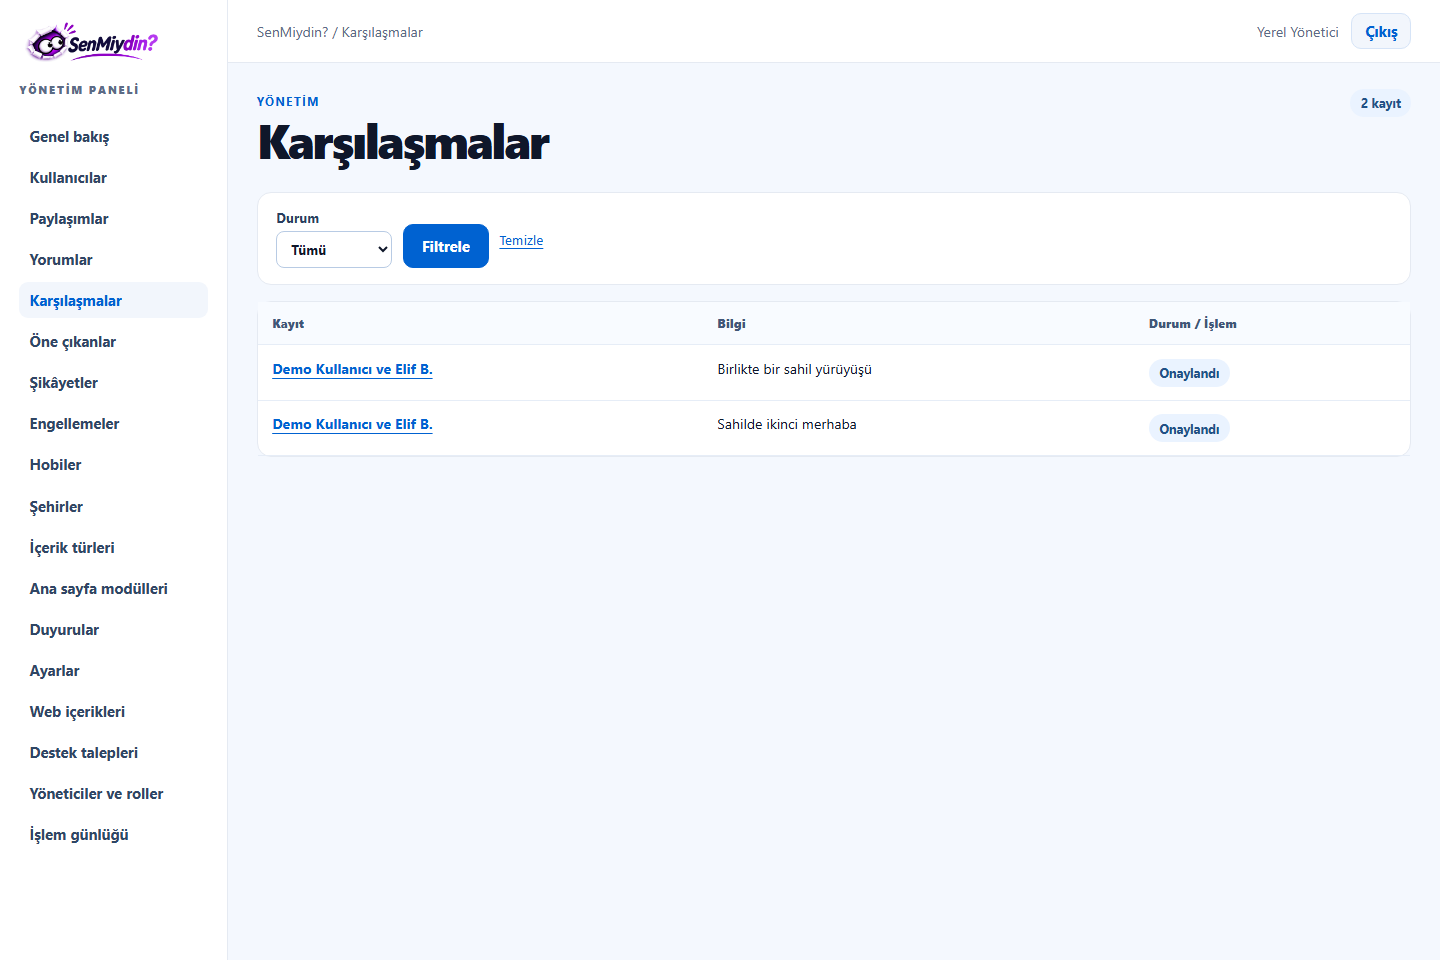 SenMiydin?
YÖNETİM PANELİ
Genel bakış
Kullanıcılar
Paylaşımlar
Yorumlar
Karşılaşmalar
Öne çıkanlar
Şikâyetler
Engellemeler
Hobiler
Şehirler
İçerik türleri
Ana sayfa modülleri
Duyurular
Ayarlar
Web içerikleri
Destek talepleri
Yöneticiler ve roller
İşlem günlüğü
SenMiydin? / Karşılaşmalar
Yerel Yönetici
Çıkış
YÖNETİM
2 kayıt
Karşılaşmalar
Durum
Tümü
Filtrele
Temizle
Kayıt Bilgi Durum / İşlem
Demo Kullanıcı ve Elif B. Birlikte bir sahil yürüyüşü Onaylandı
Demo Kullanıcı ve Elif B. Sahilde ikinci merhaba Onaylandı